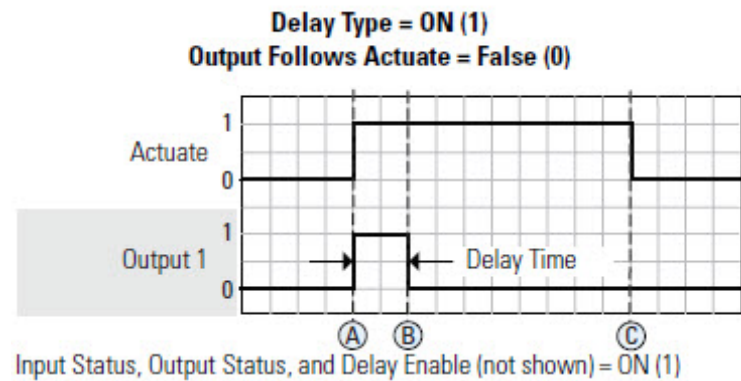 Delay Type = ON (1)
Output Follows Actuate = False (0)
1
Actuate
0
1
Output 1
Delay Time
0
A B C
Input Status, Output Status, and Delay Enable (not shown) = ON (1)